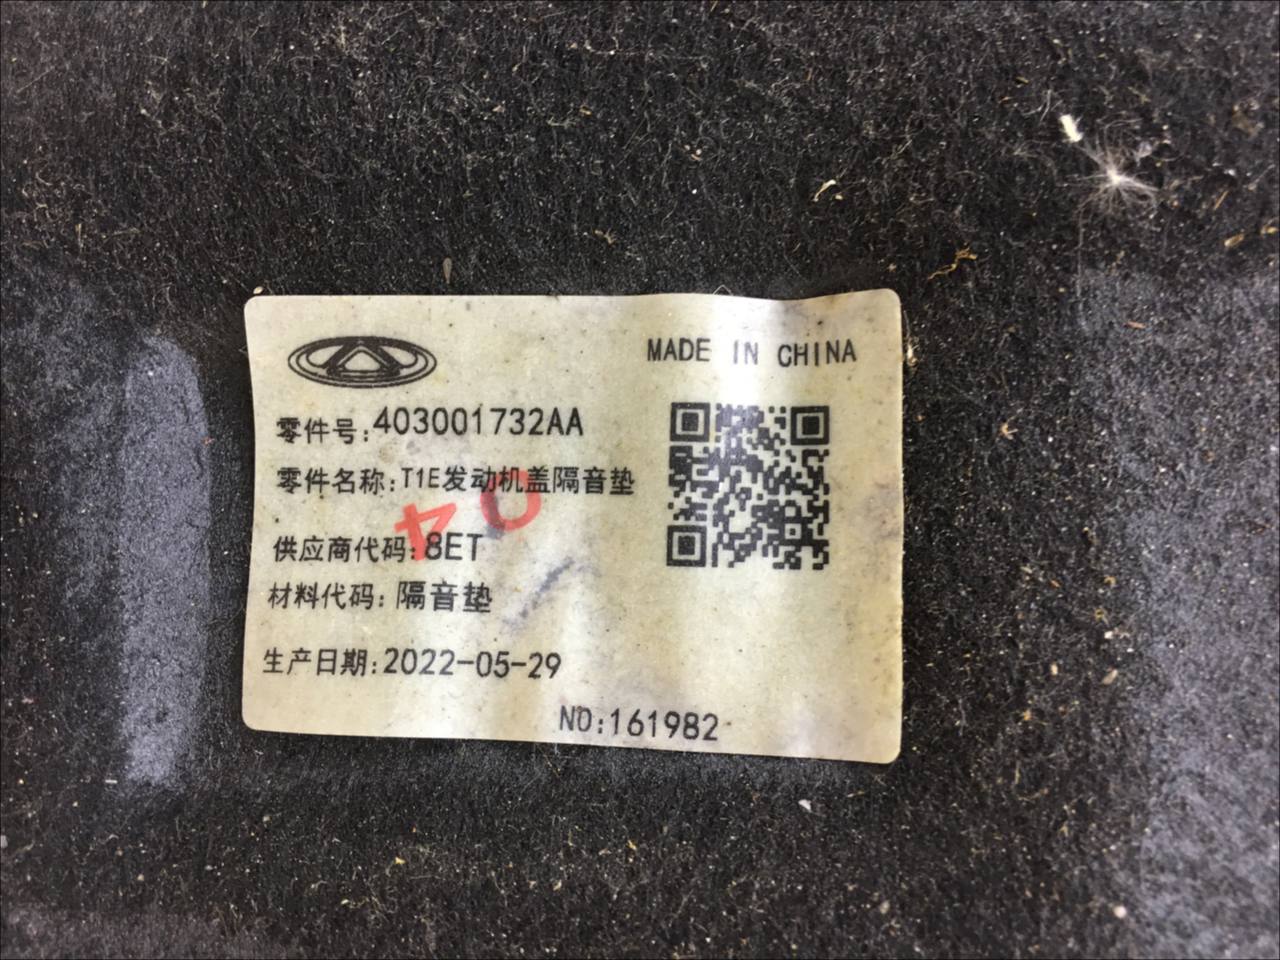 MADE IN CHINA
零件号:403001732AA
零件名称:T1E发动机盖隔音垫
04
供应商代码:8ET
材料代码:隔音垫
生产日期:2022-05-29
NO:161982